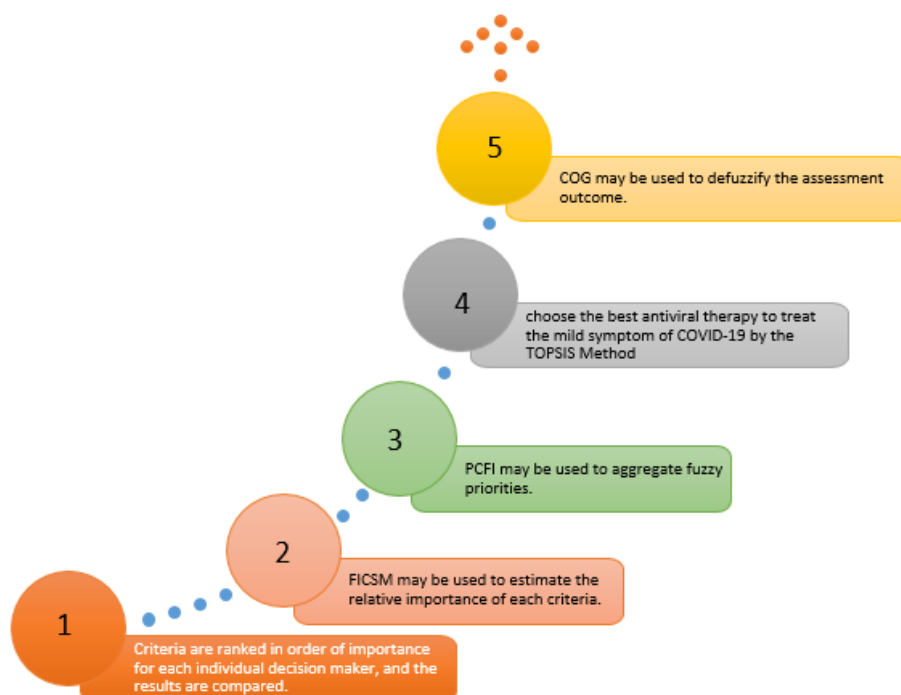 5
COG may be used to defuzzify the assessment
outcome.
4
choose the best antiviral therapy to treat
the mild symptom of COVID-19 by the
TOPSIS Method
3
PCFI may be used to aggregate fuzzy
priorities.
2
FICSM may be used to estimate the
relative importance of each criteria.
1
Criteria are ranked in order of importance
for each individual decision maker, and the
results are compared.